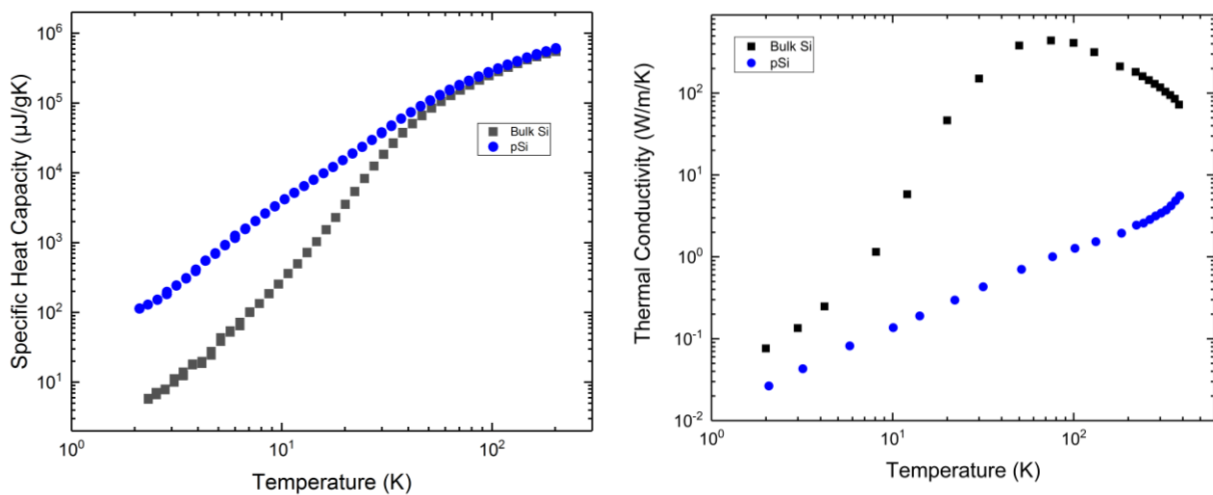 Specific Heat Capacity (µJ/gK)
10⁶
10⁵
10⁴
10³
10²
10¹
Bulk Si
pSi
10⁰
10¹
10²
Temperature (K)
Thermal Conductivity (W/m/K)
10²
10¹
10⁰
10⁻¹
10⁻²
Bulk Si
pSi
10⁰
10¹
10²
Temperature (K)